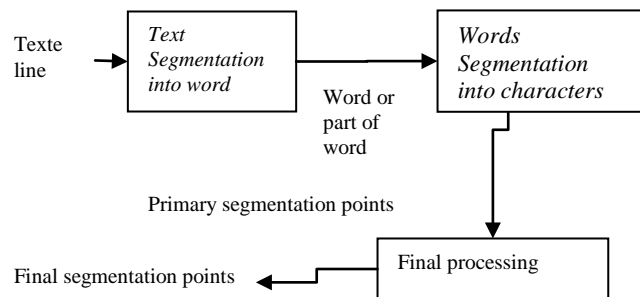 Texte
line
Text
Segmentation
into word
Word or
part of
word
Words
Segmentation
into characters
Primary segmentation points
Final processing
Final segmentation points